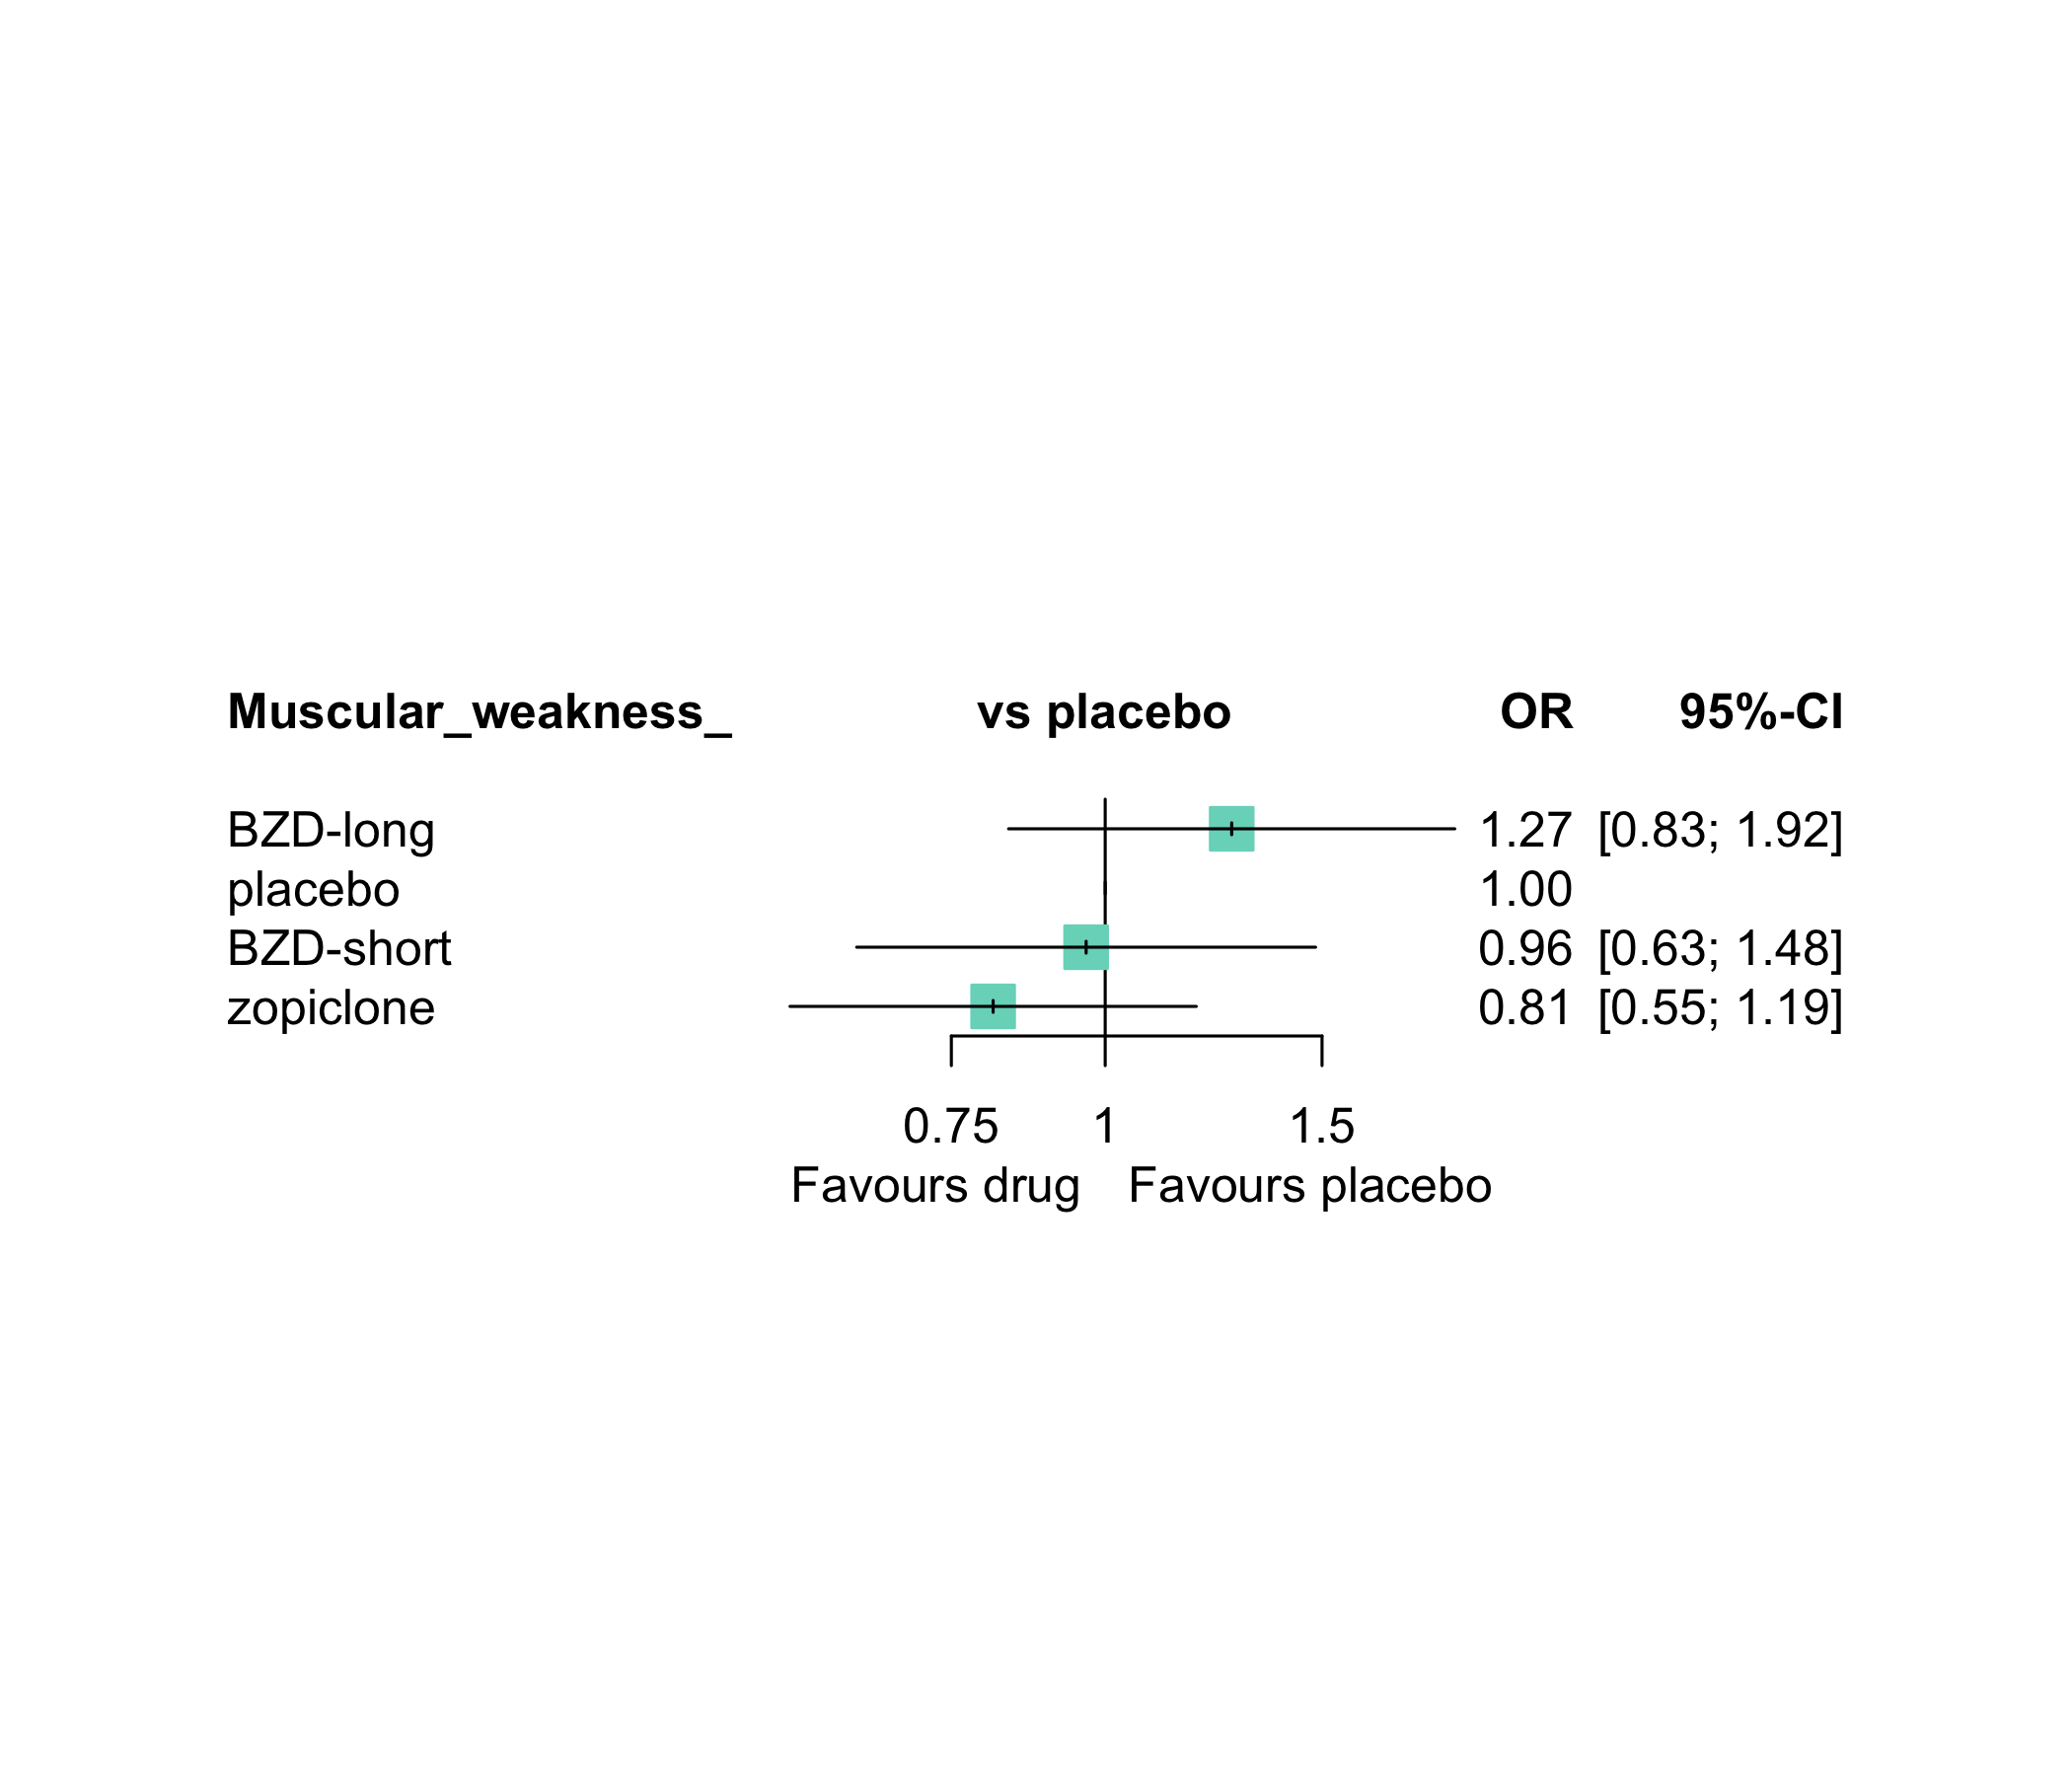 Muscular_weakness_ vs placebo OR 95%-CI
BZD-long 1.27 [0.83; 1.92]
placebo 1.00
BZD-short 0.96 [0.63; 1.48]
zopiclone 0.81 [0.55; 1.19]
0.75 1 1.5
Favours drug Favours placebo